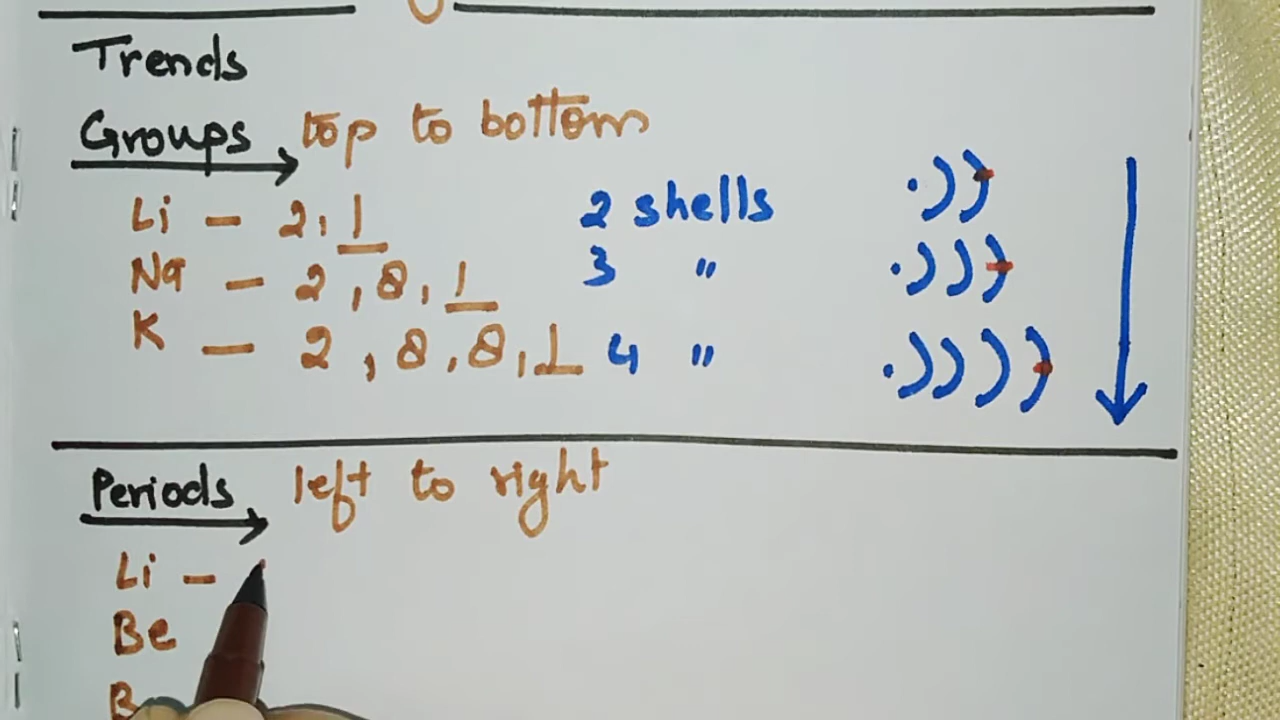 Trends
Groups top to bottom
Li - 2, 1 2 shells
Na - 2, 8, 1 3 "
K - 2, 8, 8, 1 4 "
Periods left to right
Li -
Be
B